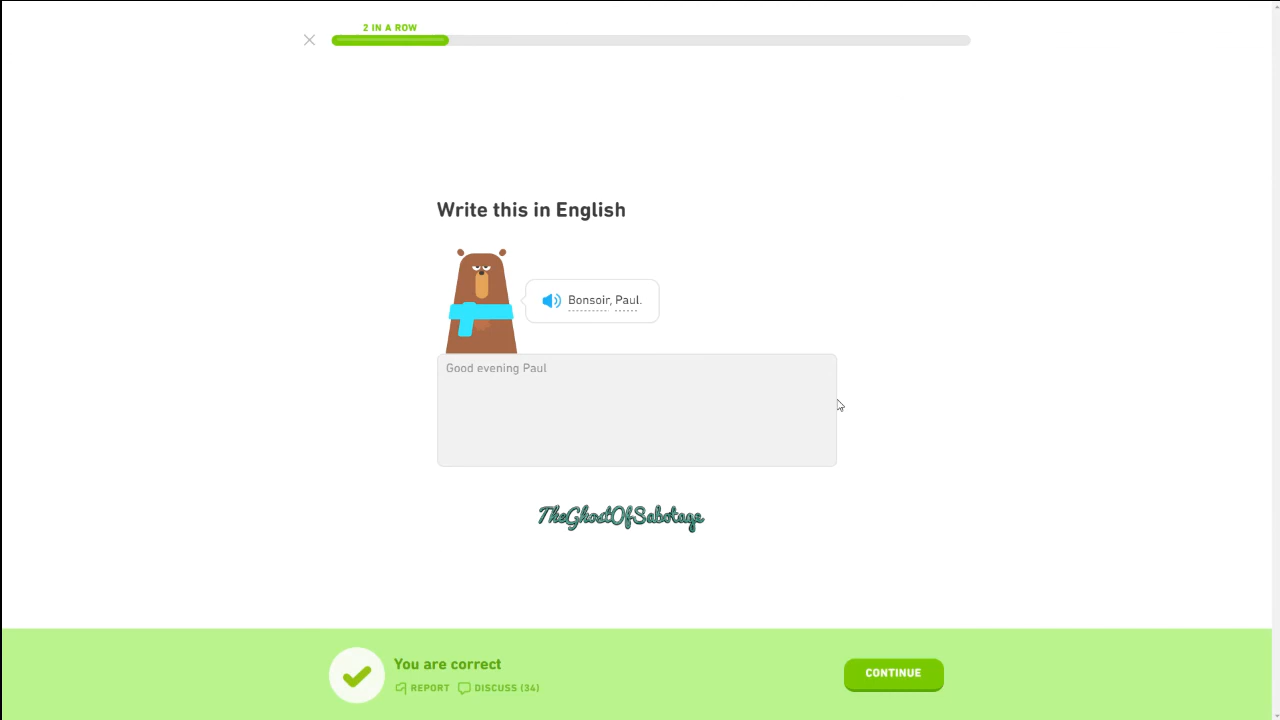 2 IN A ROW
Write this in English
Bonsoir, Paul.
Good evening Paul
TheGhostOfSabotage
You are correct
REPORT DISCUSS (34)
CONTINUE